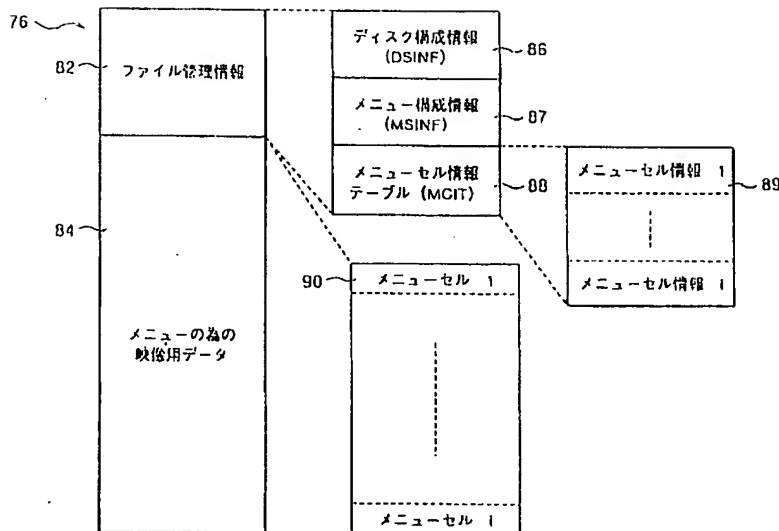 76
82
ファイル管理情報
84
メニューの為の
映像用データ
ディスク構成情報
(DSINF)
86
メニュー構成情報
(MSINF)
87
メニューセル情報
テーブル (MCIT)
88
メニューセル情報 1
89
メニューセル情報 i
90
メニューセル 1
メニューセル i